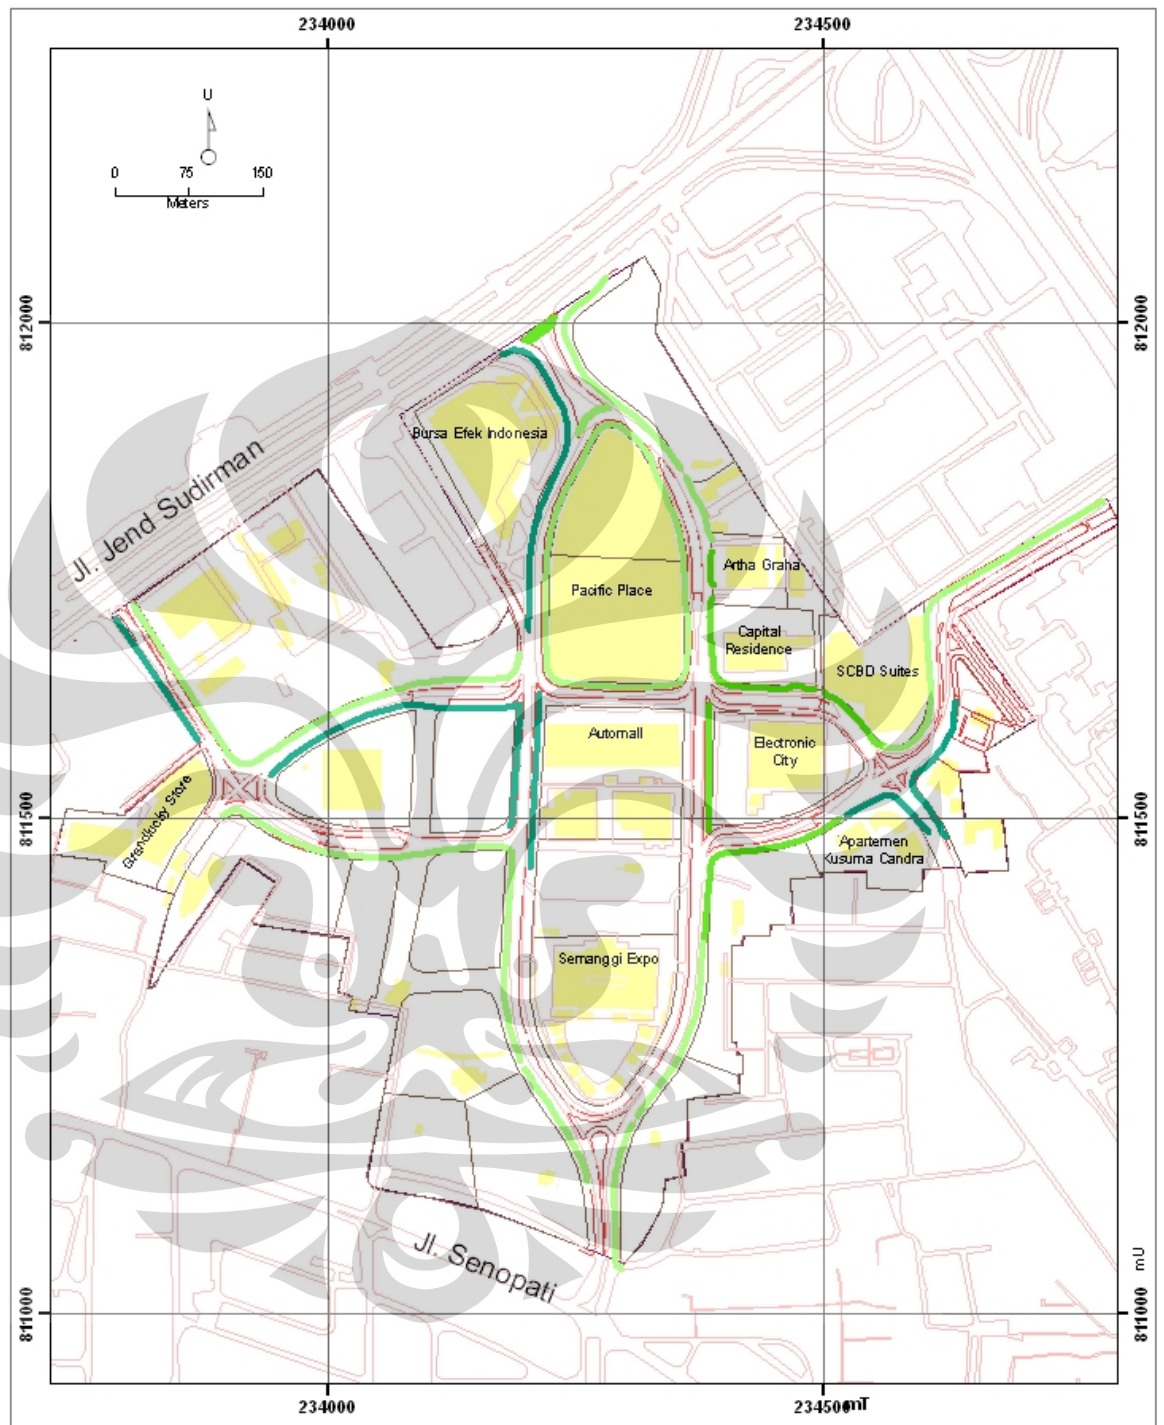 234000 234500
U
0 75 150
Meters
812000 812000
Bursa Efek Indonesia
Jl. Jend Sudirman
Artha Graha
Pacific Place
Capital
Residence
SCBD Suites
Automall
Electronic
City
811500 811500
Grandlucky Store
Apartemen
Kusuma Candra
Semanggi Expo
Jl. Senopati
mU
811000 811000
234000 234500 mT